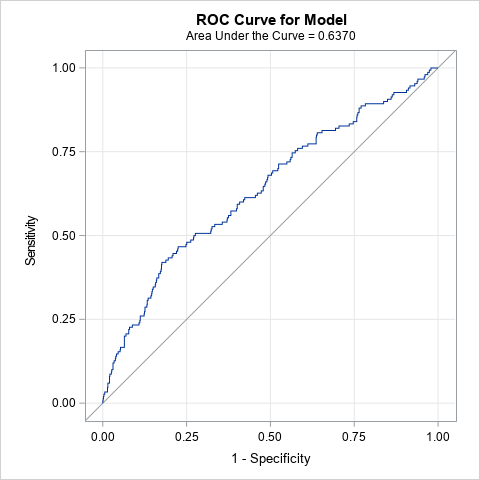 ROC Curve for Model
Area Under the Curve = 0.6370
1.00
0.75
0.50
0.25
0.00
Sensitivity
0.00 0.25 0.50 0.75 1.00
1 - Specificity